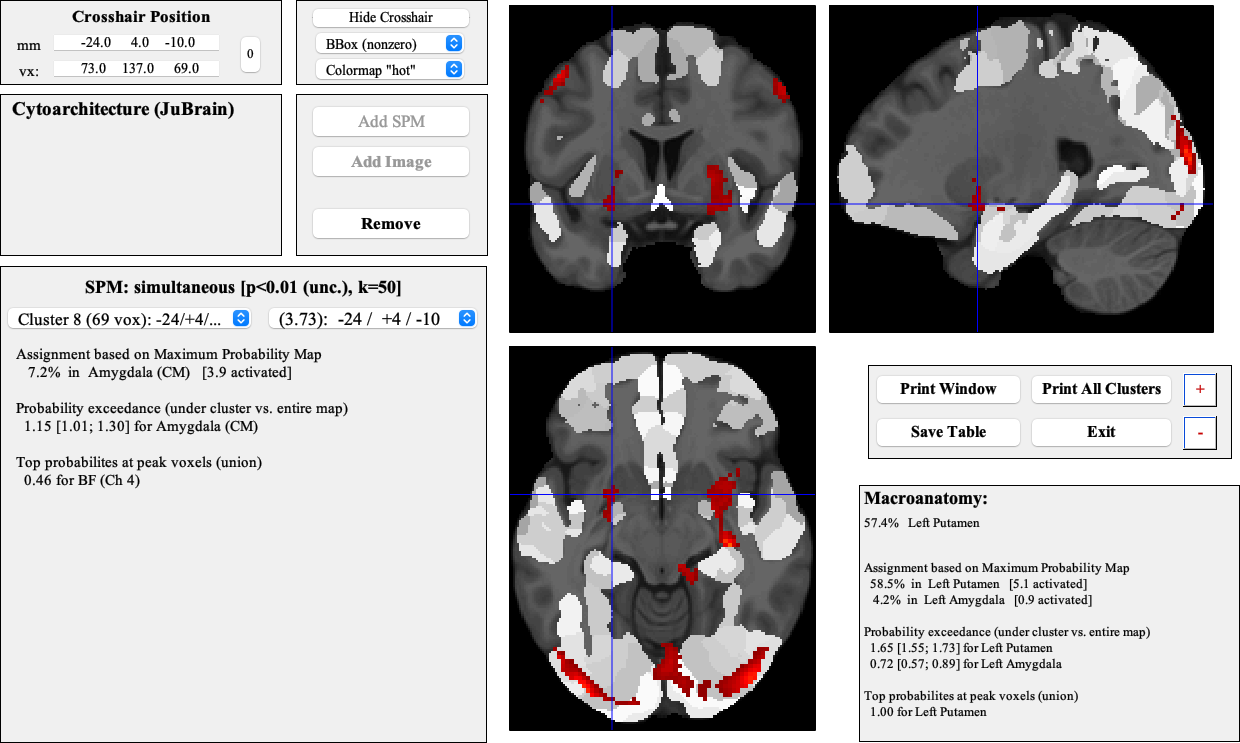 Crosshair Position
mm -24.0 4.0 -10.0
vx: 73.0 137.0 69.0
0
Hide Crosshair
BBox (nonzero)
Colormap "hot"
Cytoarchitecture (JuBrain)
Add SPM
Add Image
Remove
SPM: simultaneous [p<0.01 (unc.), k=50]
Cluster 8 (69 vox): -24/+4/...
(3.73): -24 / +4 / -10
Assignment based on Maximum Probability Map
7.2% in Amygdala (CM) [3.9 activated]
Probability exceedance (under cluster vs. entire map)
1.15 [1.01; 1.30] for Amygdala (CM)
Top probabilites at peak voxels (union)
0.46 for BF (Ch 4)
Print Window
Print All Clusters
+
Save Table
Exit
-
Macroanatomy:
57.4% Left Putamen
Assignment based on Maximum Probability Map
58.5% in Left Putamen [5.1 activated]
4.2% in Left Amygdala [0.9 activated]
Probability exceedance (under cluster vs. entire map)
1.65 [1.55; 1.73] for Left Putamen
0.72 [0.57; 0.89] for Left Amygdala
Top probabilites at peak voxels (union)
1.00 for Left Putamen